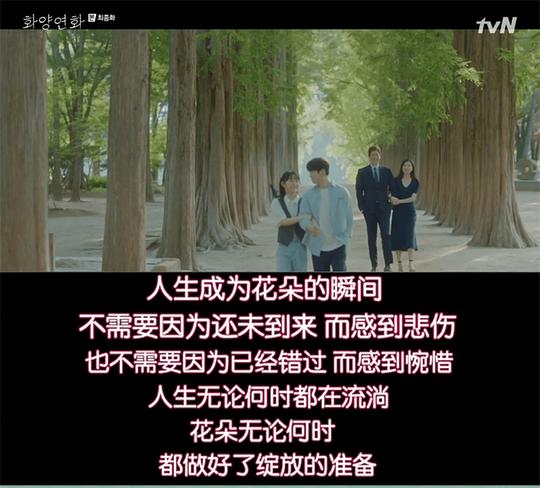 화양연화 최종화
tvN
人生成为花朵的瞬间
不需要因为还未到来 而感到悲伤
也不需要因为已经错过 而感到惋惜
人生无论何时都在流淌
花朵无论何时
都做好了绽放的准备